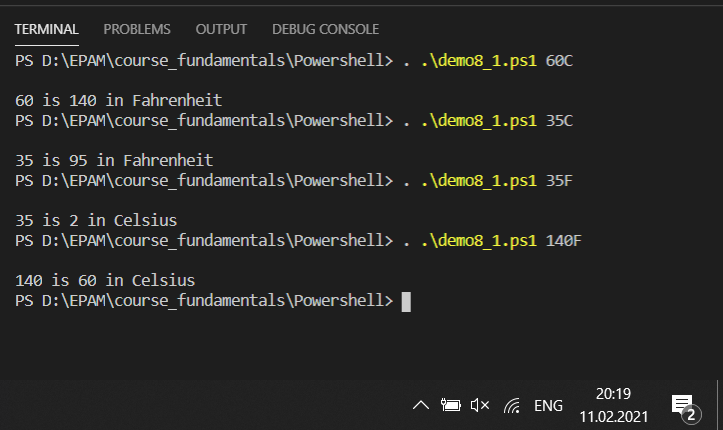 TERMINAL PROBLEMS OUTPUT DEBUG CONSOLE
PS D:\EPAM\course_fundamentals\Powershell> . .\demo8_1.ps1 60C
60 is 140 in Fahrenheit
PS D:\EPAM\course_fundamentals\Powershell> . .\demo8_1.ps1 35C
35 is 95 in Fahrenheit
PS D:\EPAM\course_fundamentals\Powershell> . .\demo8_1.ps1 35F
35 is 2 in Celsius
PS D:\EPAM\course_fundamentals\Powershell> . .\demo8_1.ps1 140F
140 is 60 in Celsius
PS D:\EPAM\course_fundamentals\Powershell>
ENG
20:19
11.02.2021
2